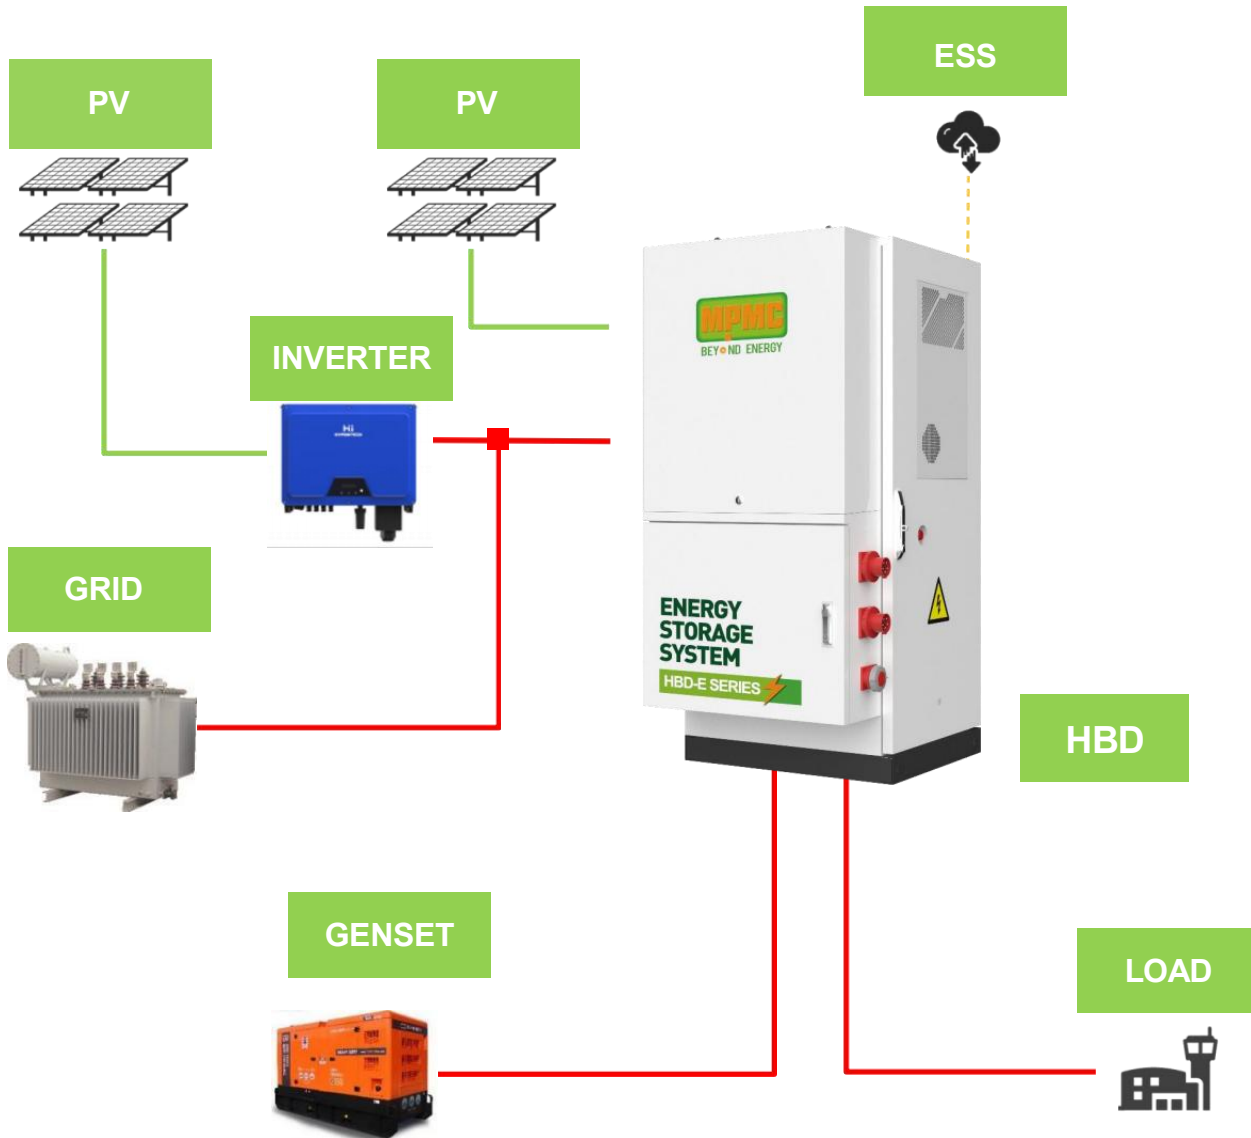 ESS
PV
PV
MPMC
BEYOND ENERGY
INVERTER
GRID
ENERGY
STORAGE
SYSTEM
HBD-E SERIES
HBD
GENSET
LOAD